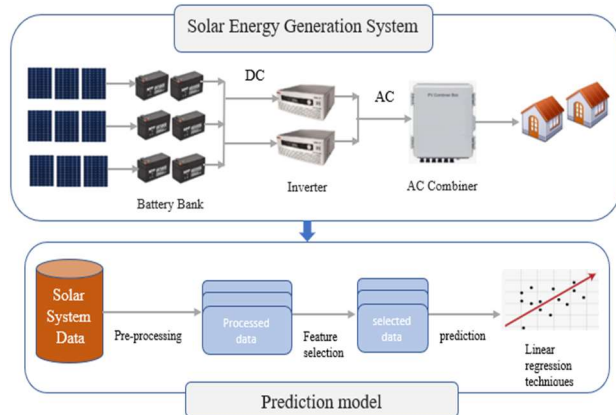 Solar Energy Generation System
DC
AC
Battery Bank
Inverter
AC Combiner
Solar
System
Data
Pre-processing
Processed
data
Feature
selection
selected data
prediction
Linear
regression
techniques
Prediction model